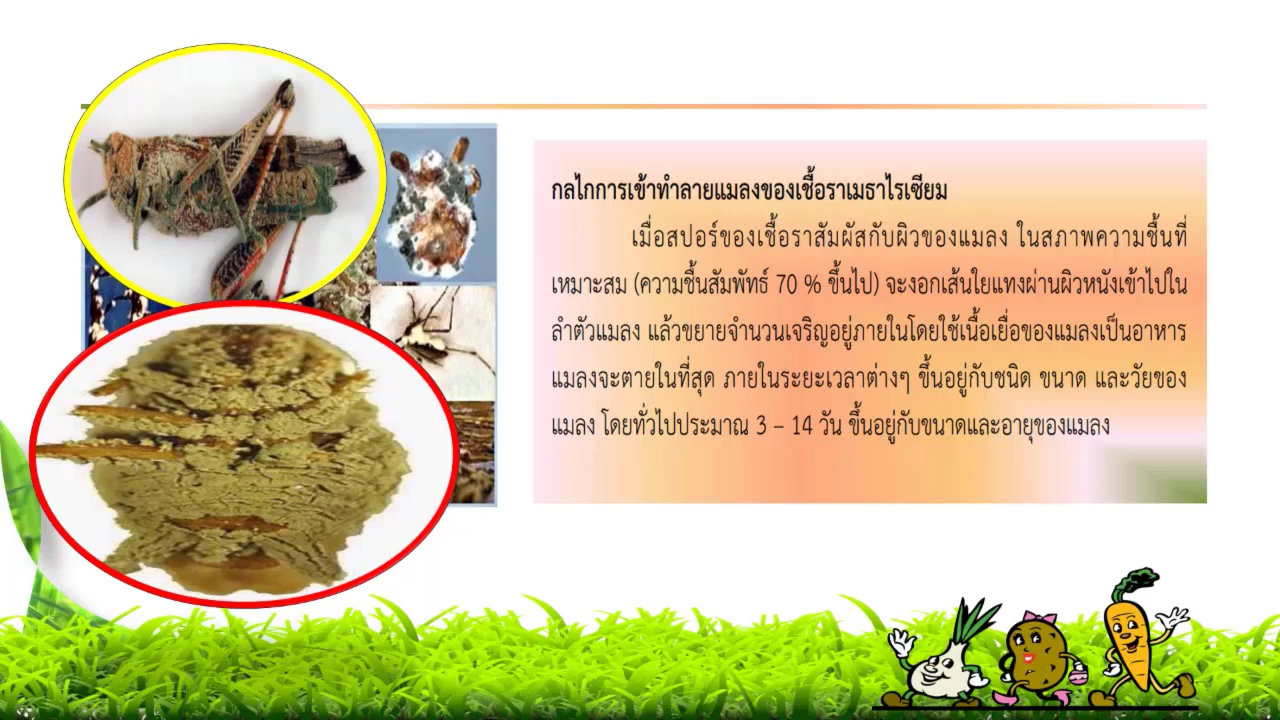 กลไกการเข้าทำลายแมลงของเชื้อราเมธาไรเซียม
เมื่อสปอร์ของเชื้อราสัมผัสกับผิวของแมลง ในสภาพความชื้นที่
เหมาะสม (ความชื้นสัมพัทธ์ 70 % ขึ้นไป) จะงอกเส้นใยแทงผ่านผิวหนังเข้าไปใน
ลำตัวแมลง แล้วขยายจำนวนเจริญอยู่ภายในโดยใช้เนื้อเยื่อของแมลงเป็นอาหาร
แมลงจะตายในที่สุด ภายในระยะเวลาต่างๆ ขึ้นอยู่กับชนิด ขนาด และวัยของ
แมลง โดยทั่วไปประมาณ 3 – 14 วัน ขึ้นอยู่กับขนาดและอายุของแมลง